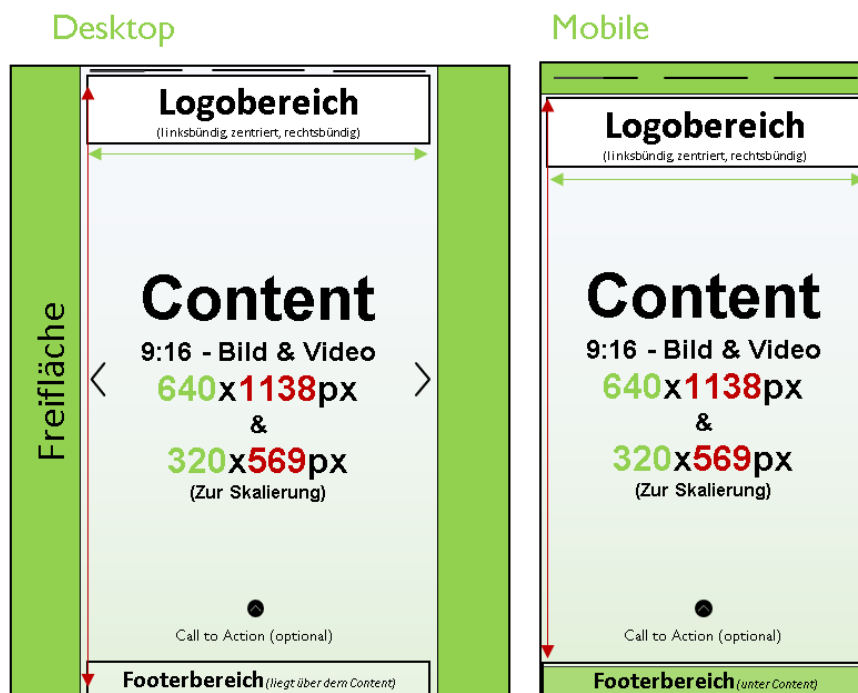 Desktop
Logobereich
(linksbündig, zentriert, rechtsbündig)
Freifläche
Content
9:16 - Bild & Video
640x1138px
&
320x569px
(Zur Skalierung)
Call to Action (optional)
Footerbereich (liegt über dem Content)
Mobile
Logobereich
(linksbündig, zentriert, rechtsbündig)
Content
9:16 - Bild & Video
640x1138px
&
320x569px
(Zur Skalierung)
Call to Action (optional)
Footerbereich (unter Content)